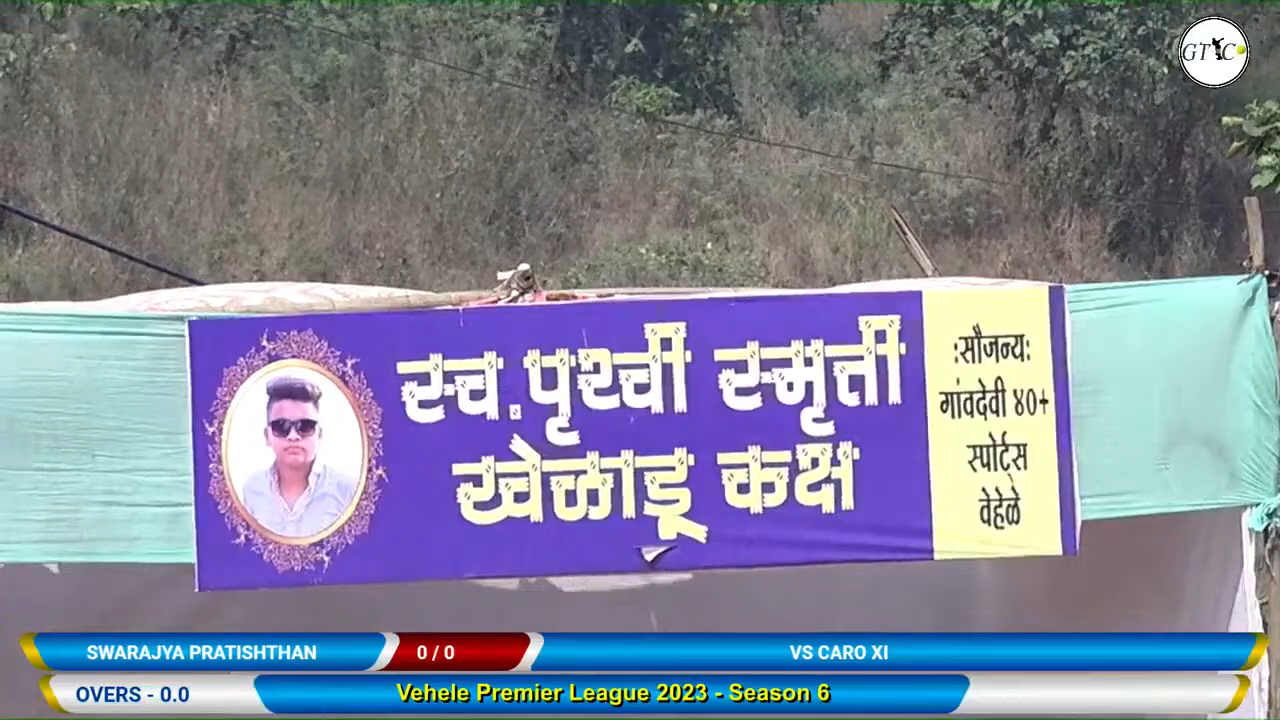 GTCC
स्व.पृथ्वी स्मृती
खेळाडू कक्ष
:सौजन्य:
गांवदेवी ४०+
स्पोर्ट्स
वेहेळे
SWARAJYA PRATISHTHAN
0 / 0
VS CARO XI
OVERS - 0.0
Vehele Premier League 2023 - Season 6